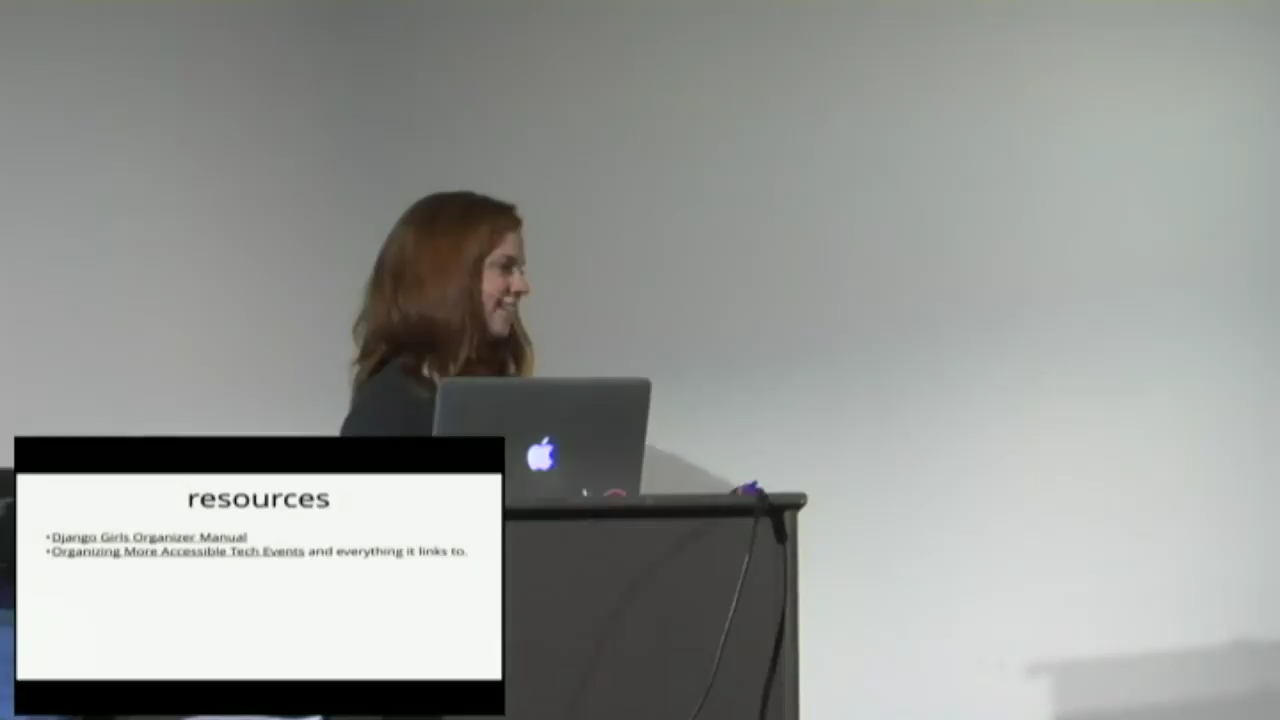 resources
•Django Girls Organizer Manual
•Organizing More Accessible Tech Events and everything it links to.